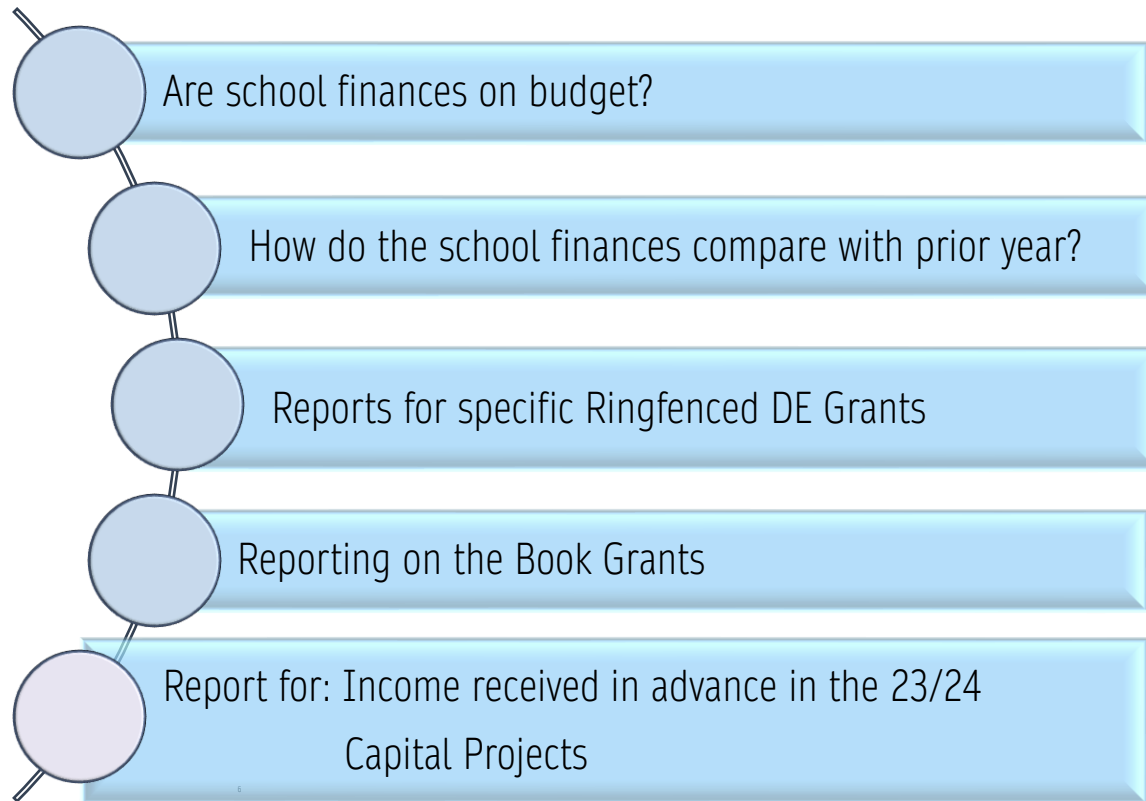 Are school finances on budget?
How do the school finances compare with prior year?
Reports for specific Ringfenced DE Grants
Reporting on the Book Grants
Report for: Income received in advance in the 23/24
Capital Projects
6